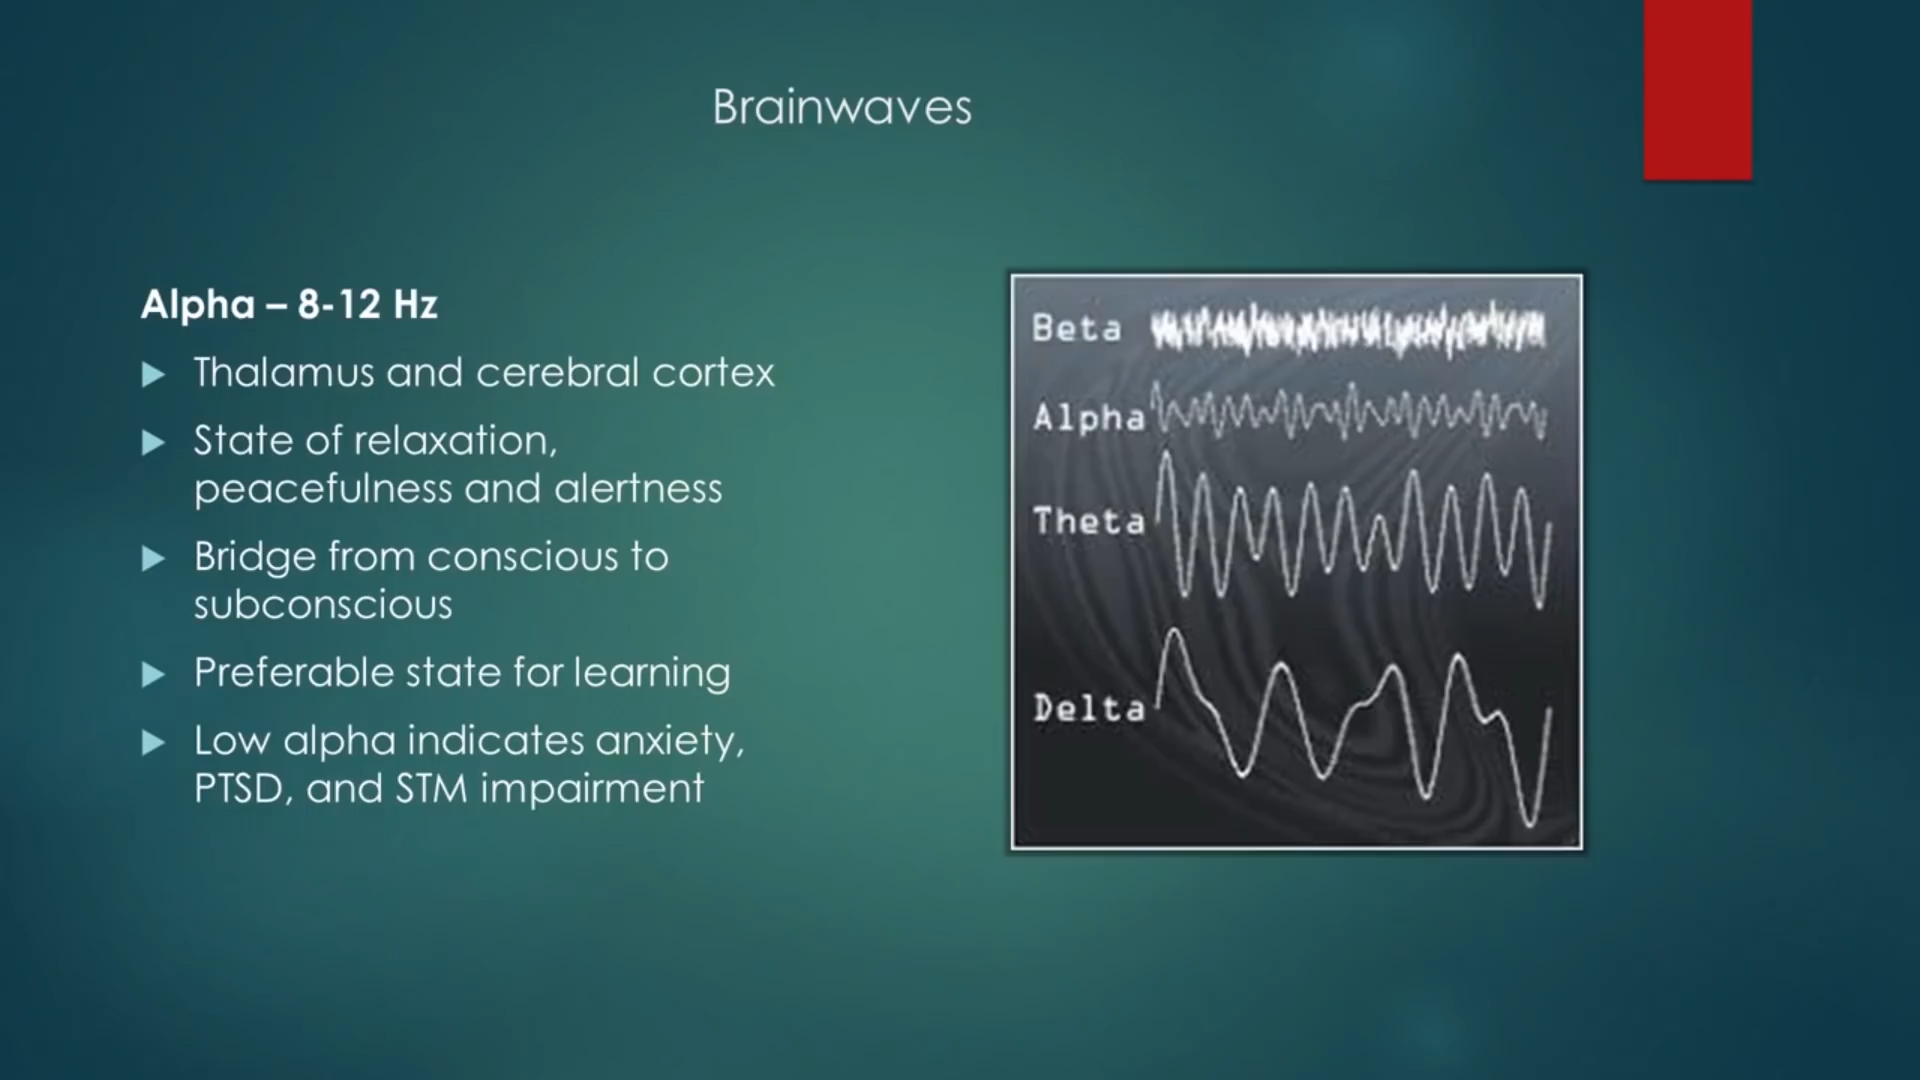 Brainwaves
Alpha – 8-12 Hz
Thalamus and cerebral cortex
State of relaxation,
peacefulness and alertness
Bridge from conscious to
subconscious
Preferable state for learning
Low alpha indicates anxiety,
PTSD, and STM impairment
Beta
Alpha
Theta
Delta